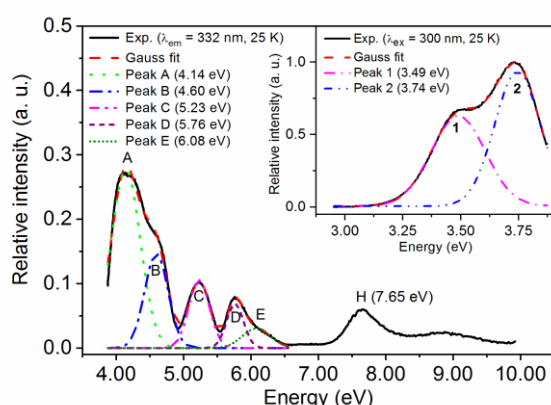 Exp. (λem = 332 nm, 25 K)
Gauss fit
Peak A (4.14 eV)
Peak B (4.60 eV)
Peak C (5.23 eV)
Peak D (5.76 eV)
Peak E (6.08 eV)
Relative intensity (a. u.)
0.5
0.4
0.3
0.2
0.1
0.0
A
B
C
D
E
H (7.65 eV)
4.00 5.00 6.00 7.00 8.00 9.00 10.00
Energy (eV)
Exp. (λex = 300 nm, 25 K)
Gauss fit
Peak 1 (3.49 eV)
Peak 2 (3.74 eV)
Relative Intensity (a. u.)
1.0
0.5
0.0
1
2
3.00 3.25 3.50 3.75
Energy (eV)